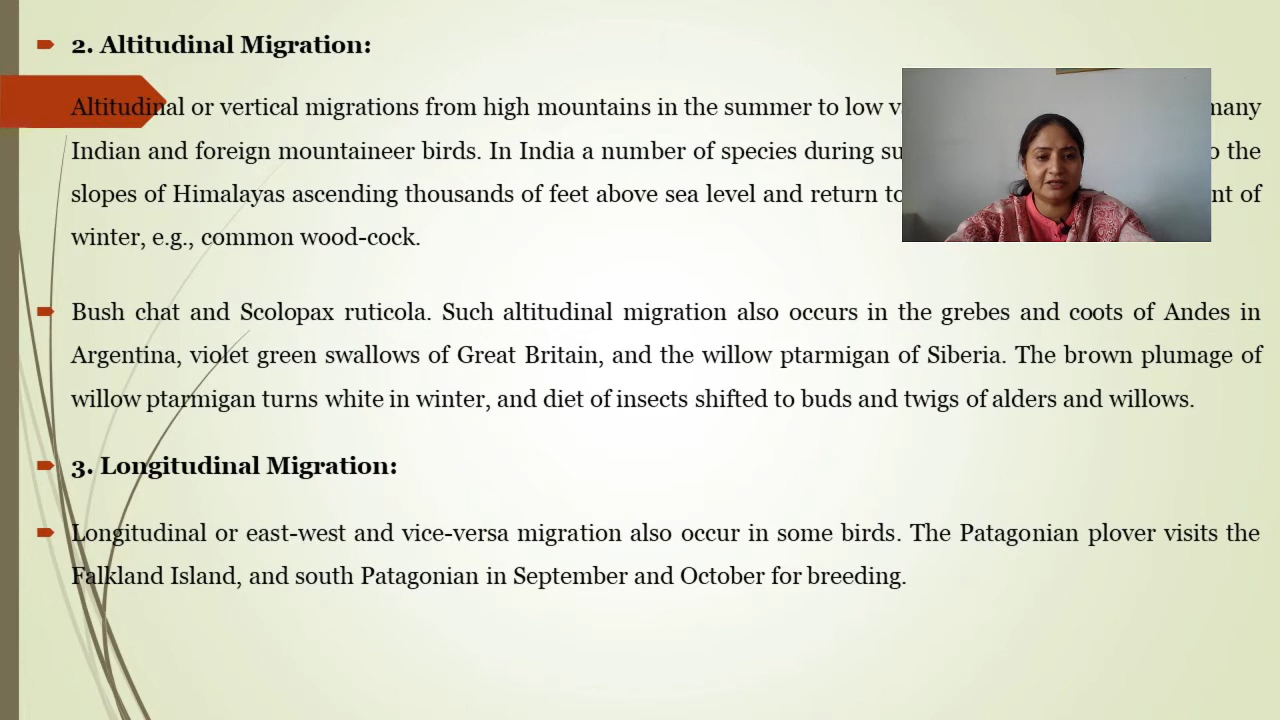 2. Altitudinal Migration:
Altitudinal or vertical migrations from high mountains in the summer to low many
Indian and foreign mountaineer birds. In India a number of species during the
slopes of Himalayas ascending thousands of feet above sea level and return of
winter, e.g., common wood-cock.
Bush chat and Scolopax ruticola. Such altitudinal migration also occurs in the grebes and coots of Andes in
Argentina, violet green swallows of Great Britain, and the willow ptarmigan of Siberia. The brown plumage of
willow ptarmigan turns white in winter, and diet of insects shifted to buds and twigs of alders and willows.
3. Longitudinal Migration:
Longitudinal or east-west and vice-versa migration also occur in some birds. The Patagonian plover visits the
Falkland Island, and south Patagonian in September and October for breeding.